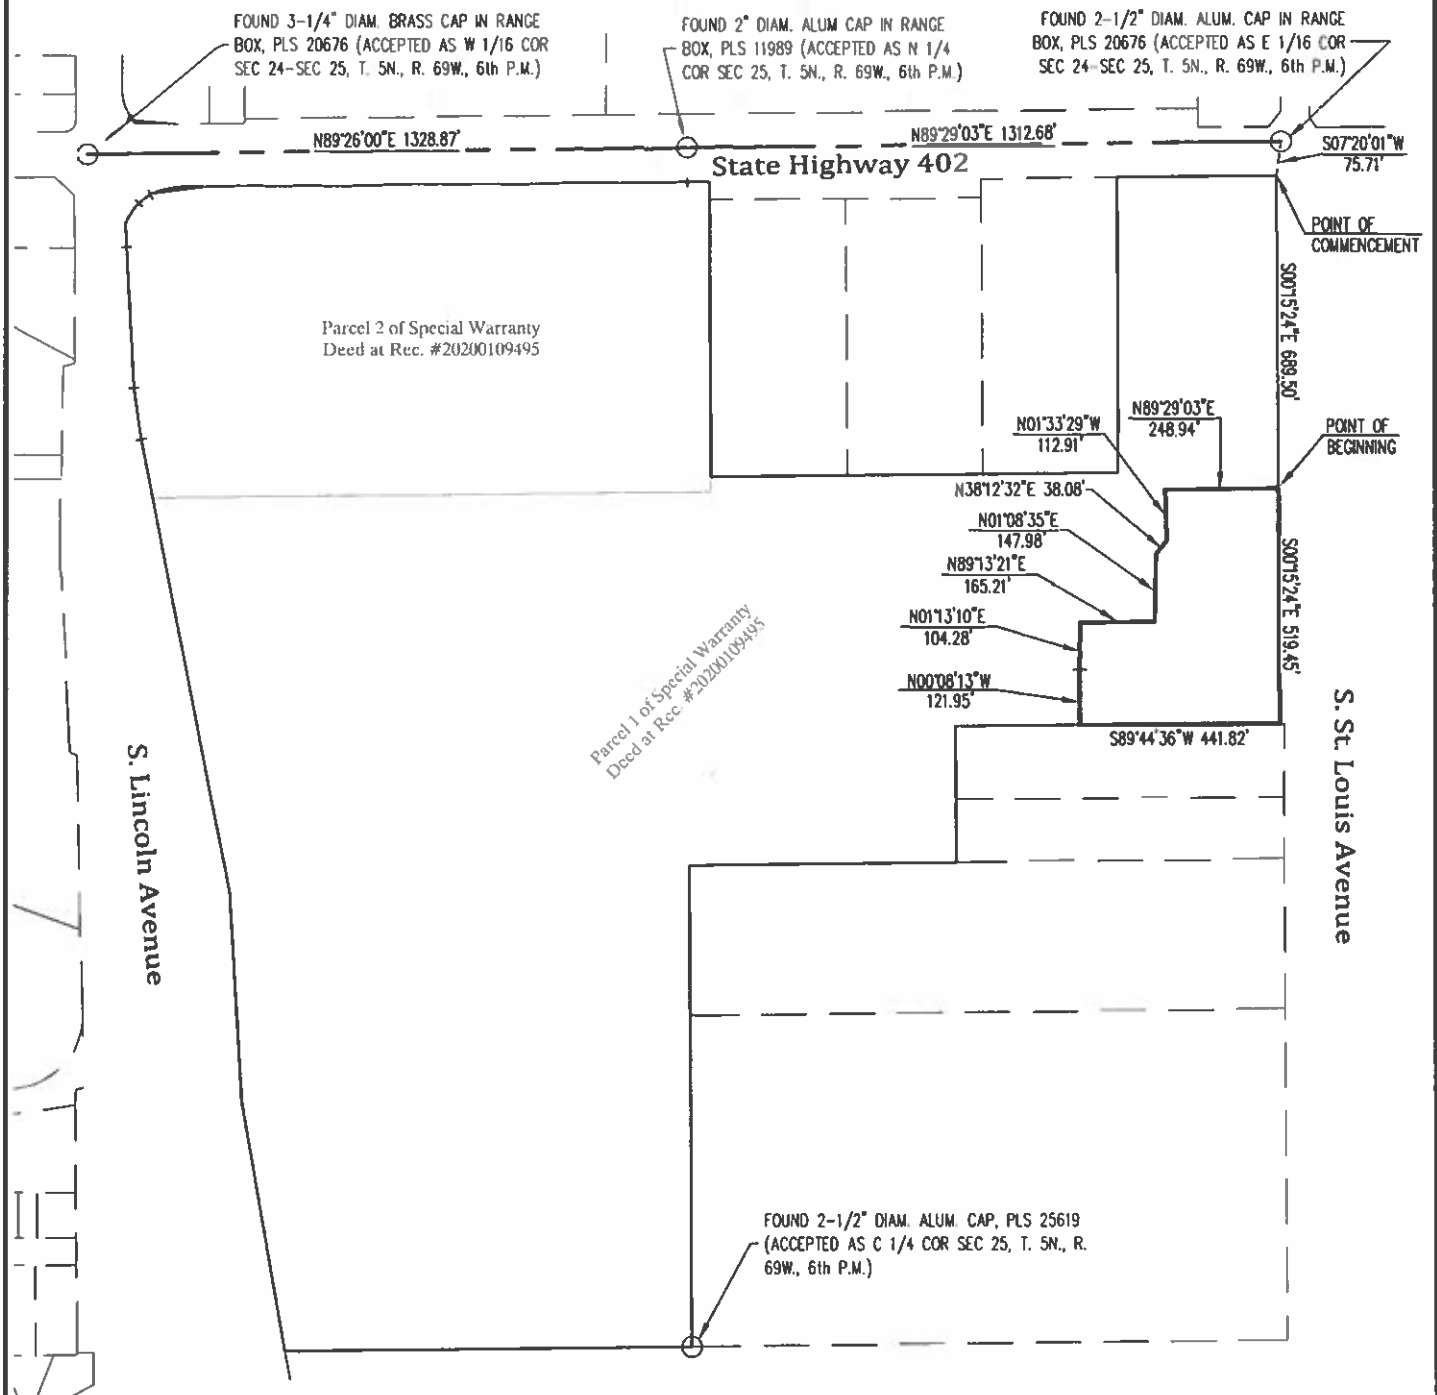 FOUND 3-1/4" DIAM. BRASS CAP IN RANGE
BOX, PLS 20676 (ACCEPTED AS W 1/16 COR
SEC 24-SEC 25, T. 5N., R. 69W., 6th P.M.)
FOUND 2" DIAM. ALUM CAP IN RANGE
BOX, PLS 11989 (ACCEPTED AS N 1/4
COR SEC 25, T. 5N., R. 69W., 6th P.M.)
FOUND 2-1/2" DIAM. ALUM. CAP IN RANGE
BOX, PLS 20676 (ACCEPTED AS E 1/16 COR
SEC 24-SEC 25, T. 5N., R. 69W., 6th P.M.)
N89°26'00"E 1328.87'
N89°29'03"E 1312.68'
State Highway 402
S07°20'01"W
75.71'
POINT OF
COMMENCEMENT
S00°15'24"E 689.50'
Parcel 2 of Special Warranty
Deed at Rec. #20200109495
N89°29'03"E
248.94'
N01°33'29"W
112.91'
POINT OF
BEGINNING
N38°12'32"E 38.08'
N01°08'35"E
147.98'
N89°13'21"E
165.21'
S00°15'24"E 519.45'
N01°13'10"E
104.28'
N00°08'13"W
121.95'
S89°44'36"W 441.82'
Parcel 1 of Special Warranty
Deed at Rec. #20200109495
S. Lincoln Avenue
S. St. Louis Avenue
FOUND 2-1/2" DIAM. ALUM. CAP, PLS 25619
(ACCEPTED AS C 1/4 COR SEC 25, T. 5N., R.
69W., 6th P.M.)